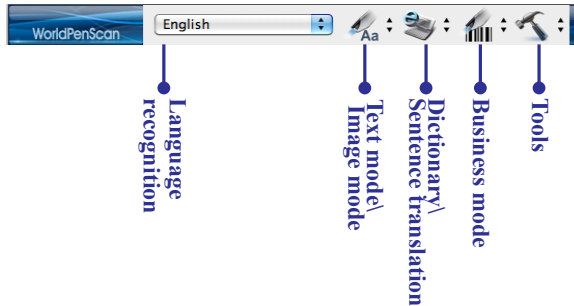 WorldPenScan
English
Aa
Language
recognition
Text mode\
Image mode
Dictionary\
Sentence translation
Business mode
Tools